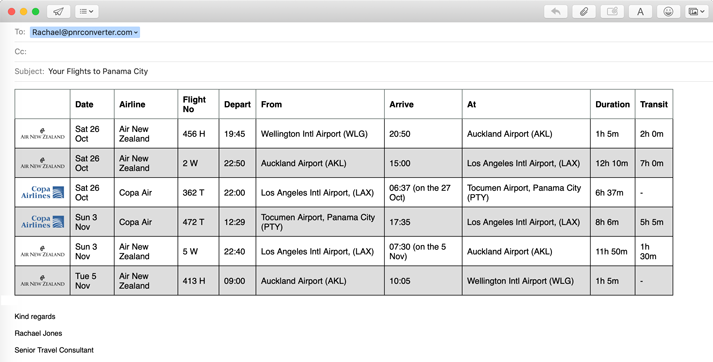 To: Rachael@pnrconverter.com
Cc:
Subject: Your Flights to Panama City
Date Airline Flight No Depart From Arrive At Duration Transit
AIR NEW ZEALAND Sat 26 Oct Air New Zealand 456 H 19:45 Wellington Intl Airport (WLG) 20:50 Auckland Airport (AKL) 1h 5m 2h 0m
AIR NEW ZEALAND Sat 26 Oct Air New Zealand 2 W 22:50 Auckland Airport (AKL) 15:00 Los Angeles Intl Airport, (LAX) 12h 10m 7h 0m
Copa Airlines Sat 26 Oct Copa Air 362 T 22:00 Los Angeles Intl Airport, (LAX) 06:37 (on the 27 Oct) Tocumen Airport, Panama City (PTY) 6h 37m -
Copa Airlines Sun 3 Nov Copa Air 472 T 12:29 Tocumen Airport, Panama City (PTY) 17:35 Los Angeles Intl Airport, (LAX) 8h 6m 5h 5m
AIR NEW ZEALAND Sun 3 Nov Air New Zealand 5 W 22:40 Los Angeles Intl Airport, (LAX) 07:30 (on the 5 Nov) Auckland Airport (AKL) 11h 50m 1h 30m
AIR NEW ZEALAND Tue 5 Nov Air New Zealand 413 H 09:00 Auckland Airport (AKL) 10:05 Wellington Intl Airport (WLG) 1h 5m -
Kind regards
Rachael Jones
Senior Travel Consultant